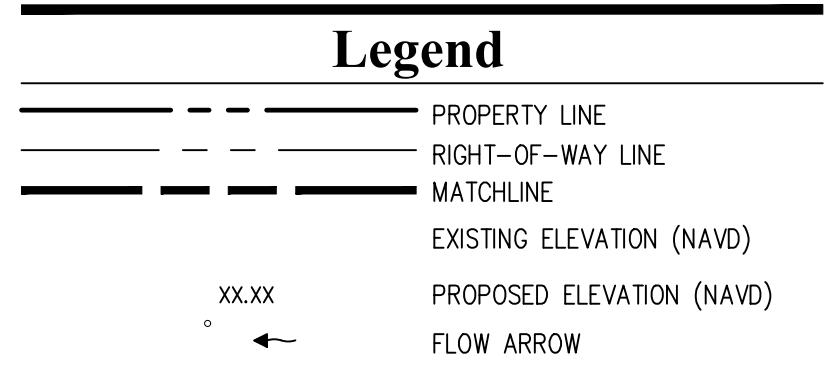 Legend
PROPERTY LINE
RIGHT-OF-WAY LINE
MATCHLINE
EXISTING ELEVATION (NAVD)
XX.XX PROPOSED ELEVATION (NAVD)
FLOW ARROW